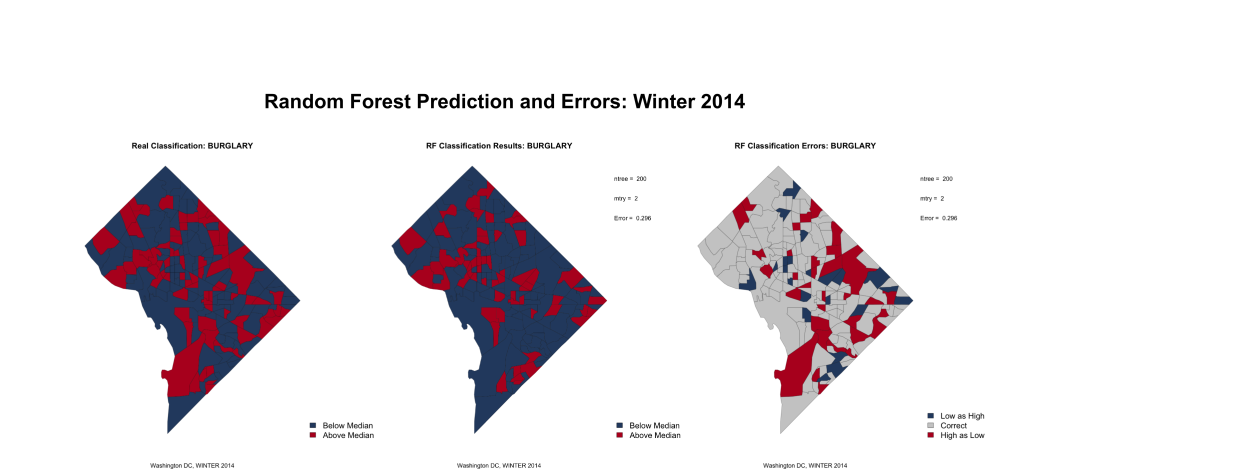 Random Forest Prediction and Errors: Winter 2014
Real Classification: BURGLARY
Below Median
Above Median
Washington DC, WINTER 2014
RF Classification Results: BURGLARY
ntree = 200
mtry = 2
Error = 0.296
Below Median
Above Median
Washington DC, WINTER 2014
RF Classification Errors: BURGLARY
ntree = 200
mtry = 2
Error = 0.296
Low as High
Correct
High as Low
Washington DC, WINTER 2014